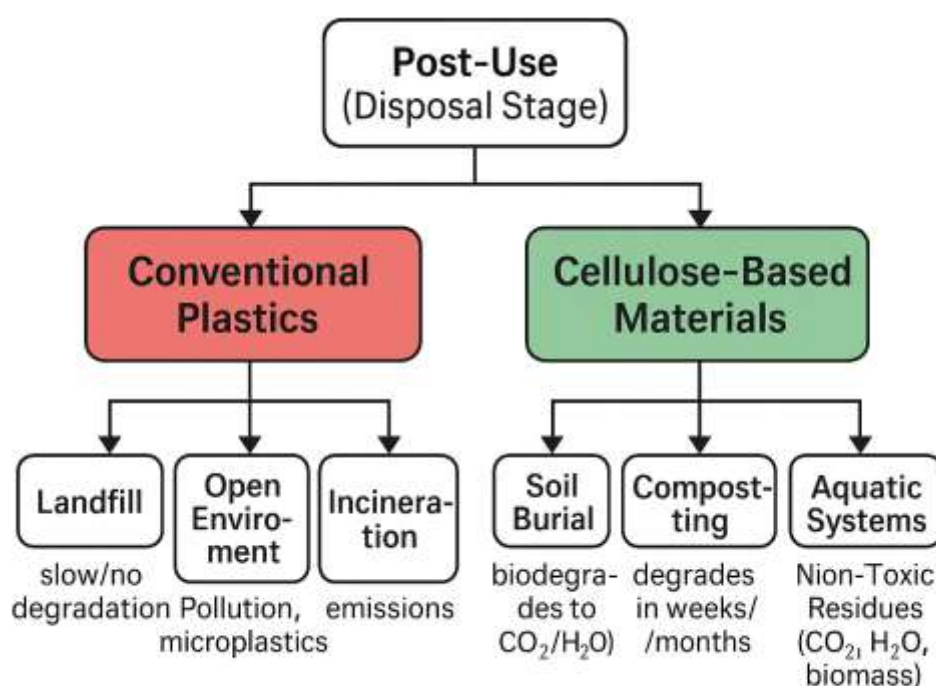 Post-Use
(Disposal Stage)
Conventional
Plastics
Cellulose-Based
Materials
Landfill
slow/no
degradation
Open
Enviro-
ment
Pollution,
microplastics
Incinera-
tion
emissions
Soil
Burial
biodegra-
des to
CO₂/H₂O)
Compost-
ting
degrades
in weeks/
/months
Aquatic
Systems
Nion-Toxic
Residues
(CO₂, H₂O,
biomass)